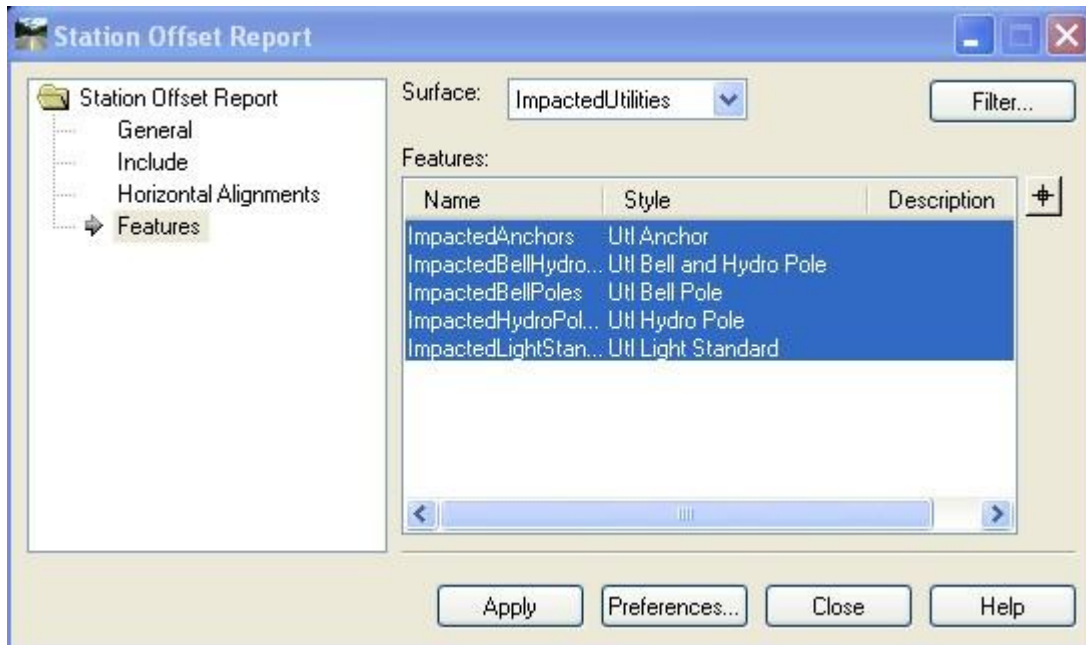 Station Offset Report
Station Offset Report
General
Include
Horizontal Alignments
Features
Surface: ImpactedUtilities Filter...
Features:
Name Style Description
ImpactedAnchors Utl Anchor
ImpactedBellHydro... Utl Bell and Hydro Pole
ImpactedBellPoles Utl Bell Pole
ImpactedHydroPol... Utl Hydro Pole
ImpactedLightStan... Utl Light Standard
Apply Preferences... Close Help